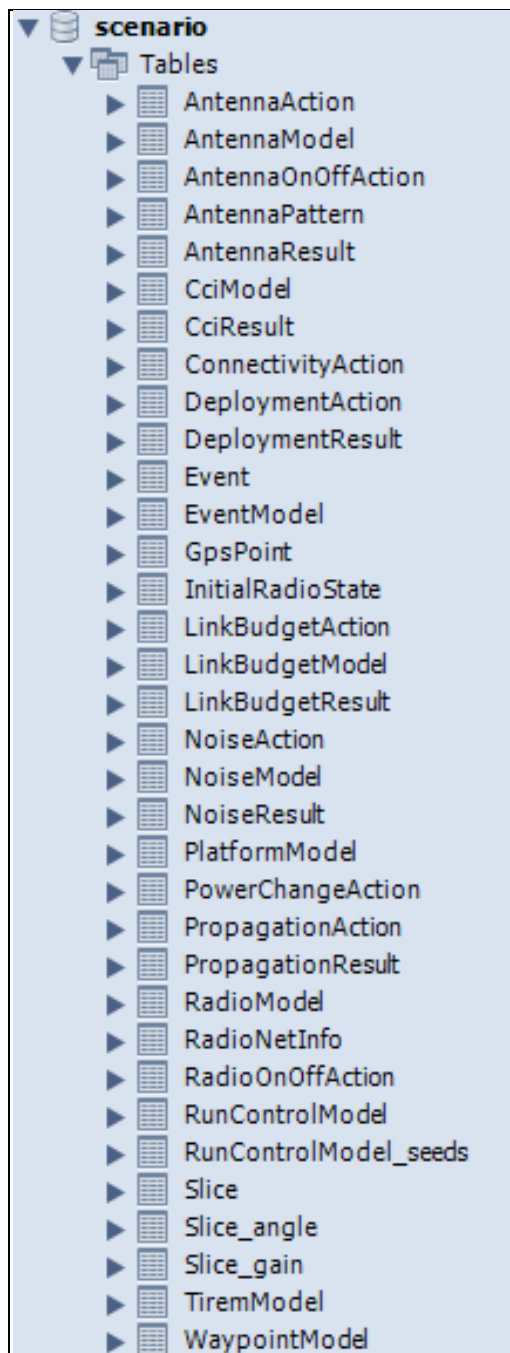 scenario
Tables
AntennaAction
AntennaModel
AntennaOnOffAction
AntennaPattern
AntennaResult
CciModel
CciResult
ConnectivityAction
DeploymentAction
DeploymentResult
Event
EventModel
GpsPoint
InitialRadioState
LinkBudgetAction
LinkBudgetModel
LinkBudgetResult
NoiseAction
NoiseModel
NoiseResult
PlatformModel
PowerChangeAction
PropagationAction
PropagationResult
RadioModel
RadioNetInfo
RadioOnOffAction
RunControlModel
RunControlModel_seeds
Slice
Slice_angle
Slice_gain
TiremModel
WaypointModel